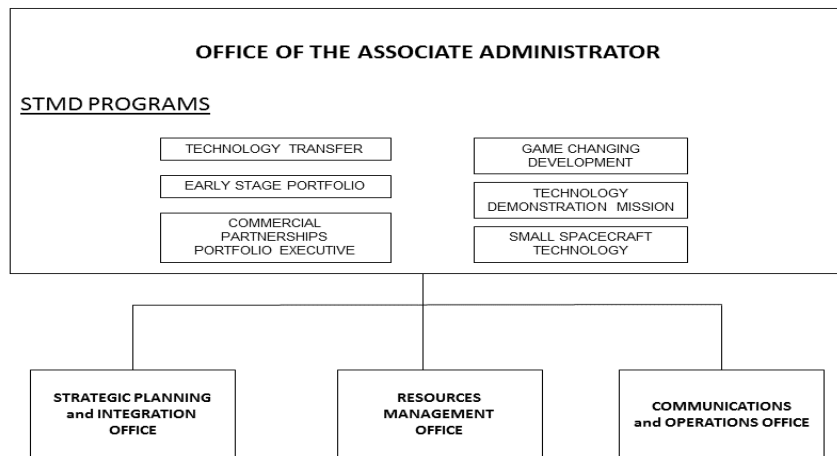 OFFICE OF THE ASSOCIATE ADMINISTRATOR
STMD PROGRAMS
TECHNOLOGY TRANSFER
EARLY STAGE PORTFOLIO
COMMERCIAL
PARTNERSHIPS
PORTFOLIO EXECUTIVE
GAME CHANGING
DEVELOPMENT
TECHNOLOGY
DEMONSTRATION MISSION
SMALL SPACECRAFT
TECHNOLOGY
STRATEGIC PLANNING
and INTEGRATION
OFFICE
RESOURCES
MANAGEMENT
OFFICE
COMMUNICATIONS
and OPERATIONS OFFICE